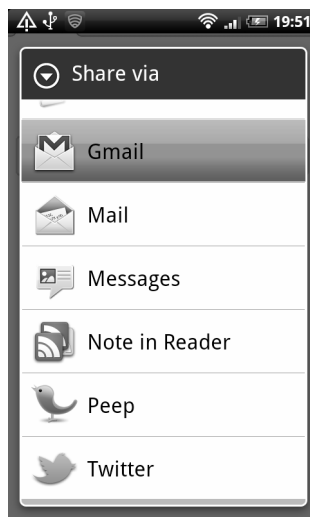 19:51
Share via
Gmail
Mail
Messages
Note in Reader
Peep
Twitter